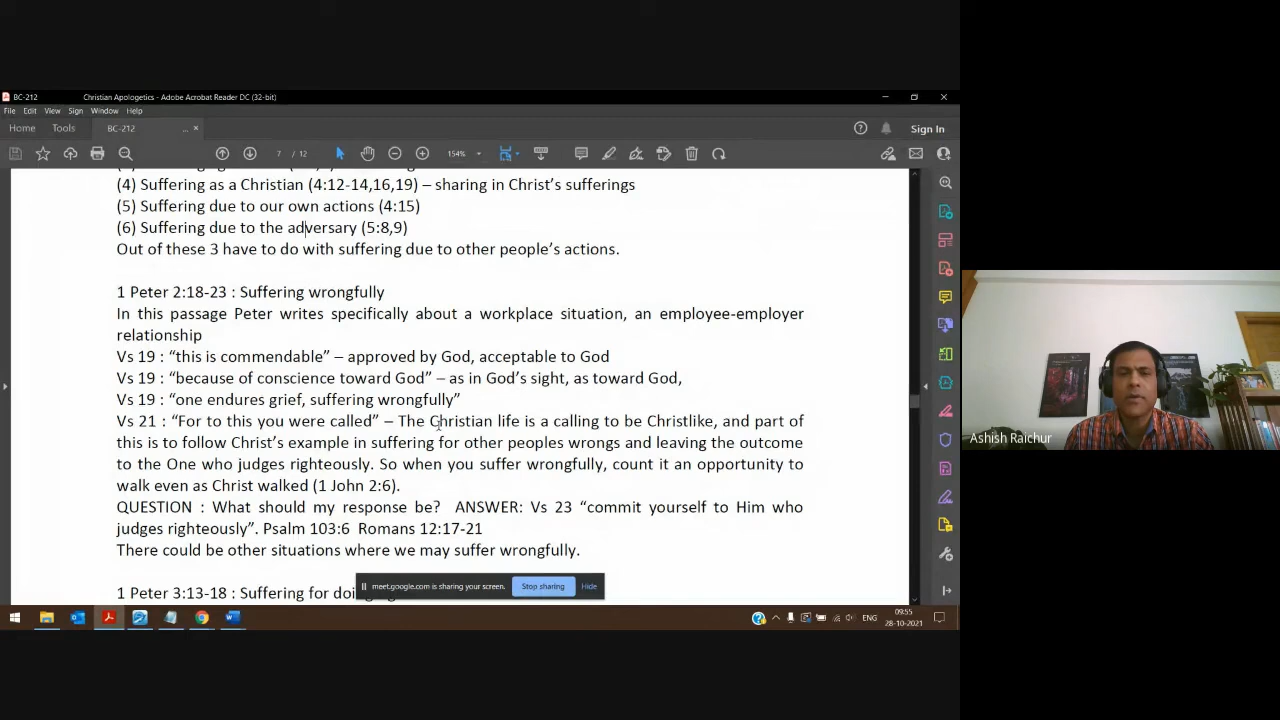 BC-212 Christian Apologetics - Adobe Acrobat Reader DC (32-bit)
File Edit View Sign Window Help
Home Tools BC-212 ... × Sign In
7 / 12 154%
(4) Suffering as a Christian (4:12-14,16,19) – sharing in Christ’s sufferings
(5) Suffering due to our own actions (4:15)
(6) Suffering due to the adversary (5:8,9)
Out of these 3 have to do with suffering due to other people’s actions.
1 Peter 2:18-23 : Suffering wrongfully
In this passage Peter writes specifically about a workplace situation, an employee-employer
relationship
Vs 19 : “this is commendable” – approved by God, acceptable to God
Vs 19 : “because of conscience toward God” – as in God’s sight, as toward God,
Vs 19 : “one endures grief, suffering wrongfully”
Vs 21 : “For to this you were called” – The Christian life is a calling to be Christlike, and part of
this is to follow Christ’s example in suffering for other peoples wrongs and leaving the outcome
to the One who judges righteously. So when you suffer wrongfully, count it an opportunity to
walk even as Christ walked (1 John 2:6).
QUESTION : What should my response be? ANSWER: Vs 23 “commit yourself to Him who
judges righteously”. Psalm 103:6 Romans 12:17-21
There could be other situations where we may suffer wrongfully.
1 Peter 3:13-18 : Suffering for
meet.google.com is sharing your screen. Stop sharing Hide
Ashish Raichur
ENG
09:55
28-10-2021